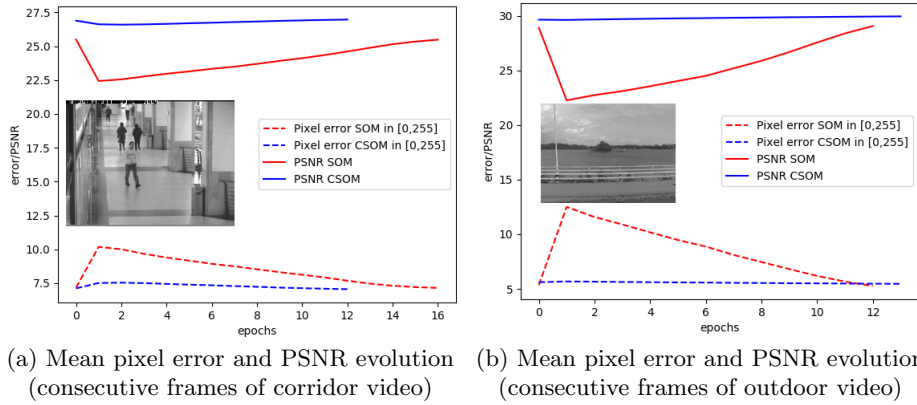 27.5
25.0
22.5
20.0
17.5
15.0
12.5
10.0
7.5
error/PSNR
Pixel error SOM in [0,255]
Pixel error CSOM in [0,255]
PSNR SOM
PSNR CSOM
0 2 4 6 8 10 12 14 16
epochs
(a) Mean pixel error and PSNR evolution
(consecutive frames of corridor video)
30
25
20
15
10
5
error/PSNR
Pixel error SOM in [0,255]
Pixel error CSOM in [0,255]
PSNR SOM
PSNR CSOM
0 2 4 6 8 10 12
epochs
(b) Mean pixel error and PSNR evolution
(consecutive frames of outdoor video)